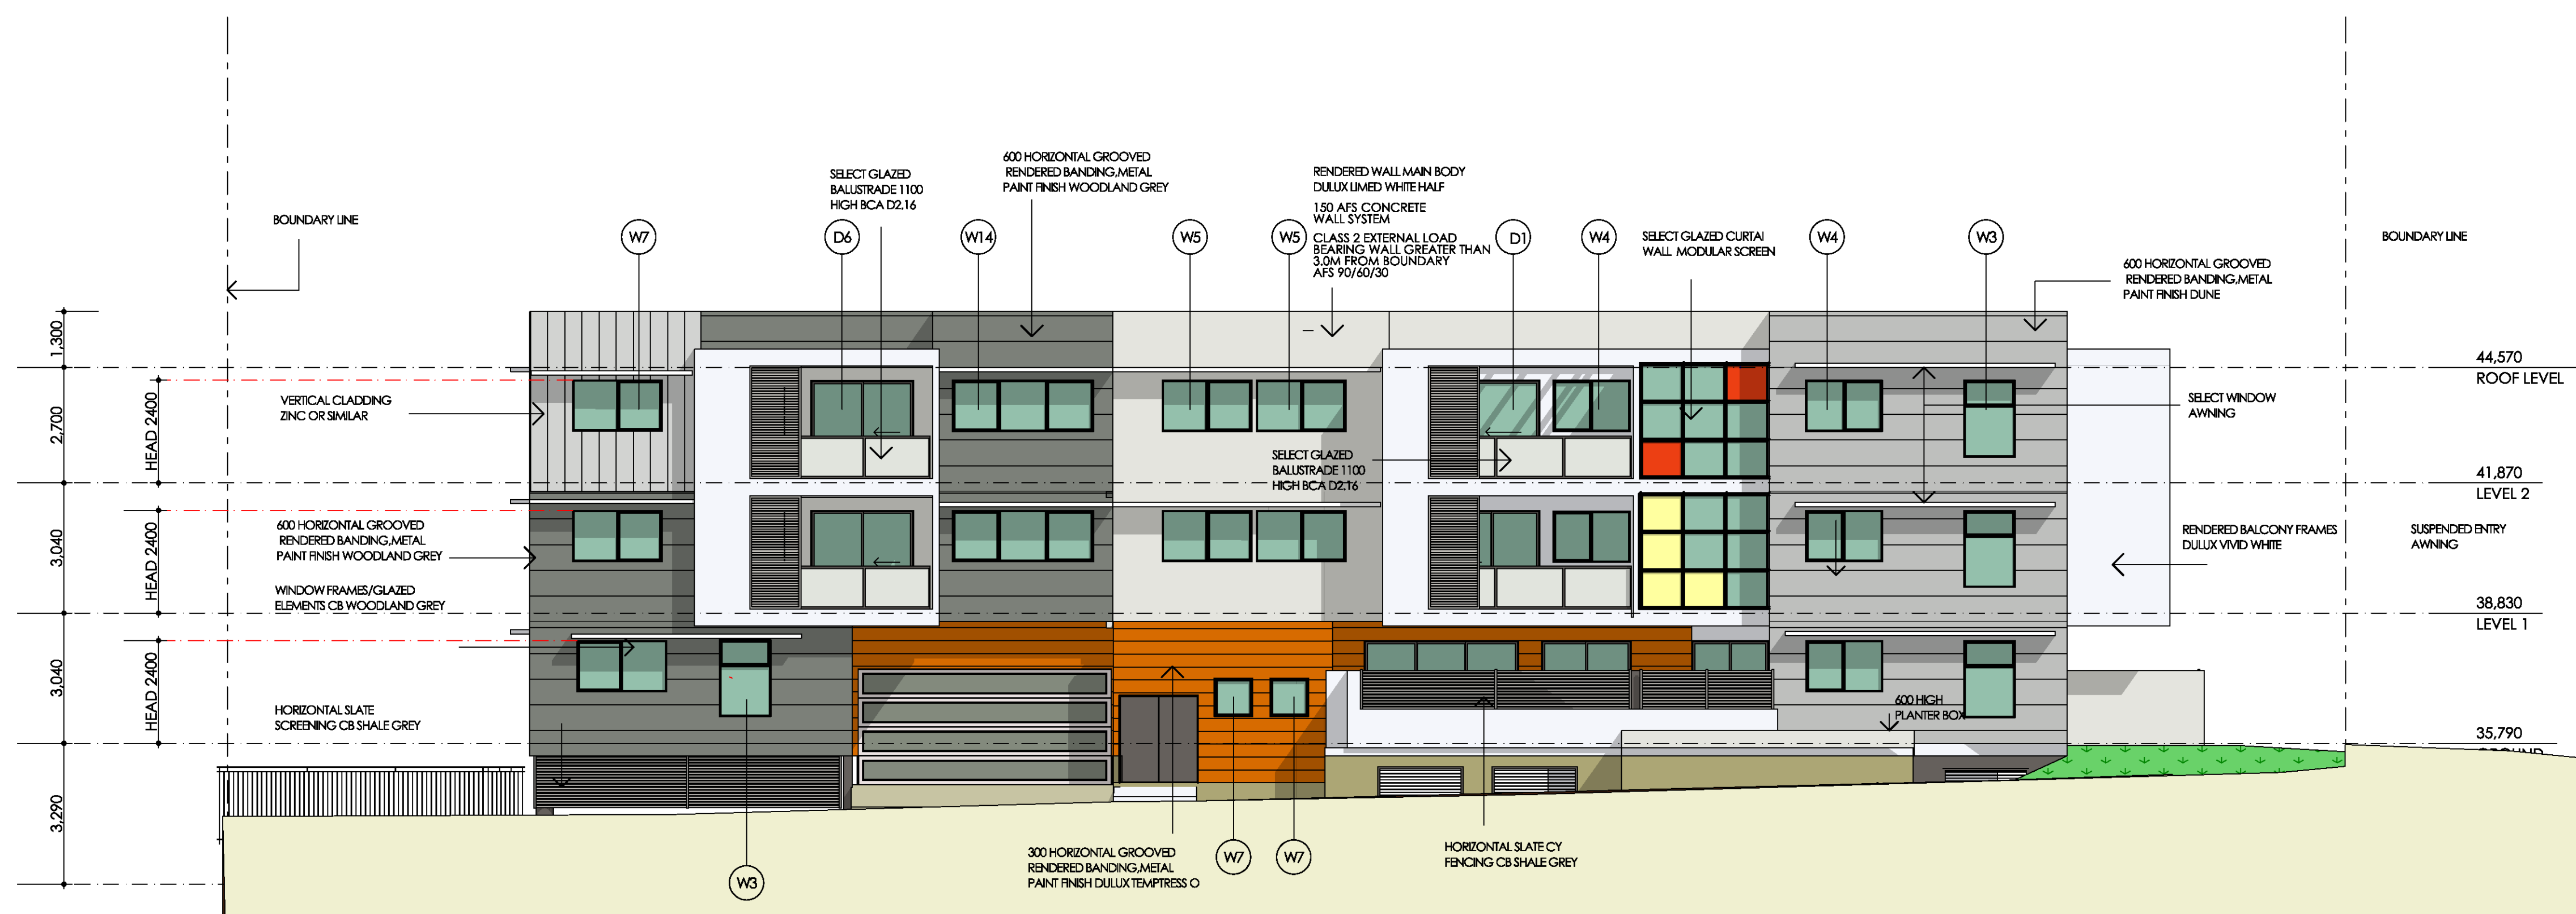 600 HORIZONTAL GROOVED
RENDERED BANDING,METAL
PAINT FINISH WOODLAND GREY
SELECT GLAZED
BALUSTRADE 1100
HIGH BCA D2.16
RENDERED WALL MAIN BODY
DULUX LIMED WHITE HALF
150 AFS CONCRETE
WALL SYSTEM
CLASS 2 EXTERNAL LOAD
BEARING WALL GREATER THAN
3.0M FROM BOUNDARY
AFS 90/60/30
BOUNDARY LINE
W7
D6
W14
W5
W5
D1
W4
SELECT GLAZED CURTAI
WALL MODULAR SCREEN
W4
W3
BOUNDARY LINE
600 HORIZONTAL GROOVED
RENDERED BANDING,METAL
PAINT FINISH DUNE
1,300
2,700
3,040
3,040
3,290
HEAD 2400
HEAD 2400
HEAD 2400
VERTICAL CLADDING
ZINC OR SIMILAR
600 HORIZONTAL GROOVED
RENDERED BANDING,METAL
PAINT FINISH WOODLAND GREY
WINDOW FRAMES/GLAZED
ELEMENTS CB WOODLAND GREY
HORIZONTAL SLATE
SCREENING CB SHALE GREY
SELECT GLAZED
BALUSTRADE 1100
HIGH BCA D2.16
44,570
ROOF LEVEL
SELECT WINDOW
AWNING
41,870
LEVEL 2
RENDERED BALCONY FRAMES
DULUX VIVID WHITE
SUSPENDED ENTRY
AWNING
38,830
LEVEL 1
600 HIGH
PLANTER BOX
35,790
GROUND
W3
300 HORIZONTAL GROOVED
RENDERED BANDING,METAL
PAINT FINISH DULUX TEMPTRESS O
W7
W7
HORIZONTAL SLATE CY
FENCING CB SHALE GREY